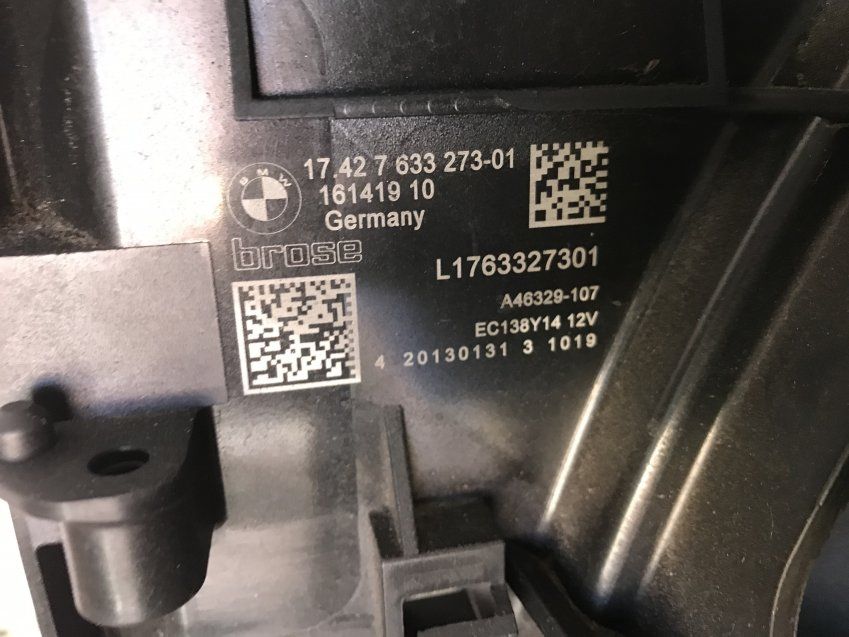 BMW
17.42 7 633 273-01
161419 10
Germany
brose
L1763327301
A46329-107
EC138Y14 12V
4 20130131 3 1019